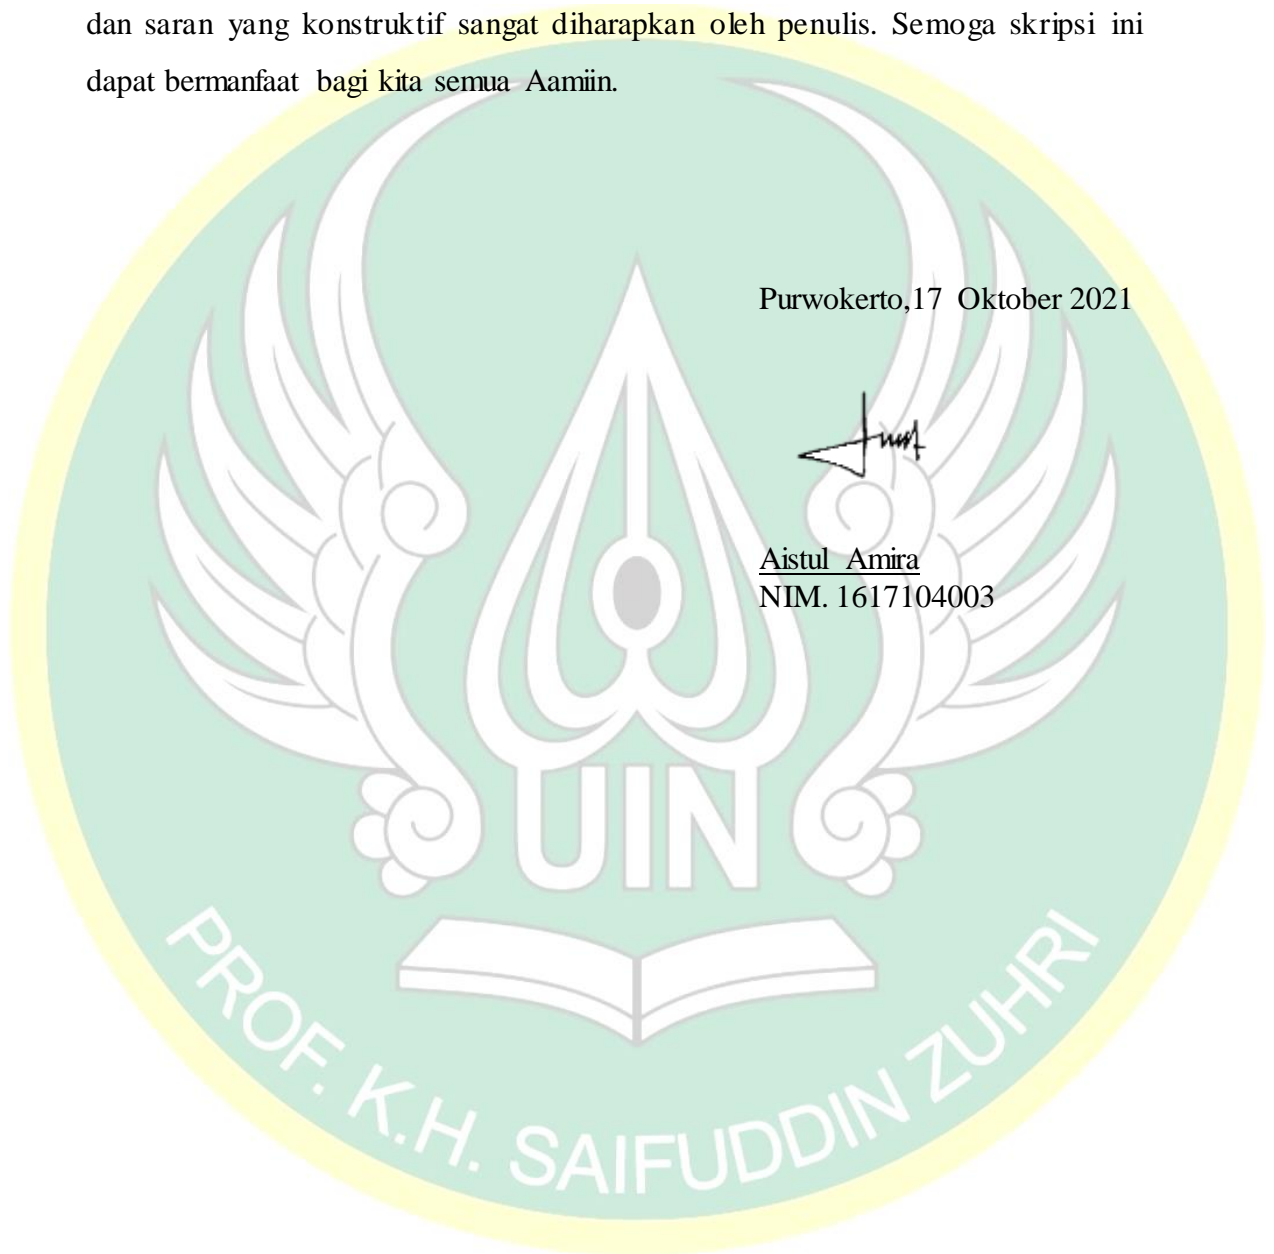 dan saran yang konstruktif sangat diharapkan oleh penulis. Semoga skripsi ini
dapat bermanfaat bagi kita semua Aamiin.
Purwokerto,17 Oktober 2021
Aistul Amira
NIM. 1617104003
UIN
PROF. K.H. SAIFUDDIN ZUHRI